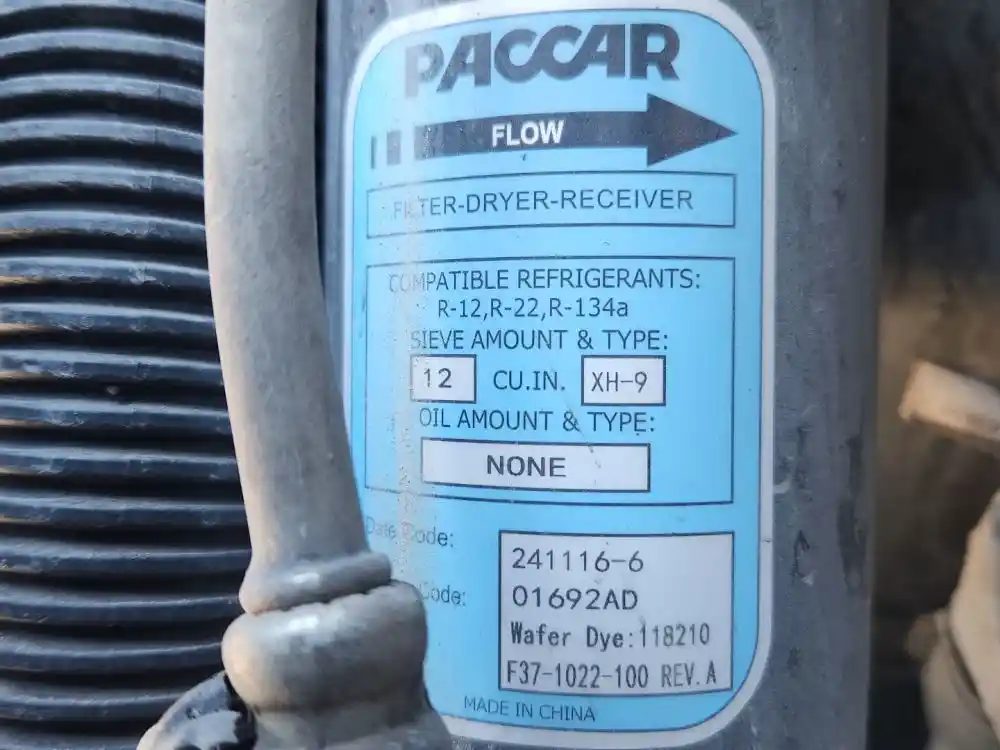 PACCAR
FLOW
FILTER-DRYER-RECEIVER
COMPATIBLE REFRIGERANTS:
R-12,R-22,R-134a
SIEVE AMOUNT & TYPE:
12 CU.IN. XH-9
OIL AMOUNT & TYPE:
NONE
Date Code: 241116-6
Code: 01692AD
Wafer Dye:118210
F37-1022-100 REV.A
MADE IN CHINA